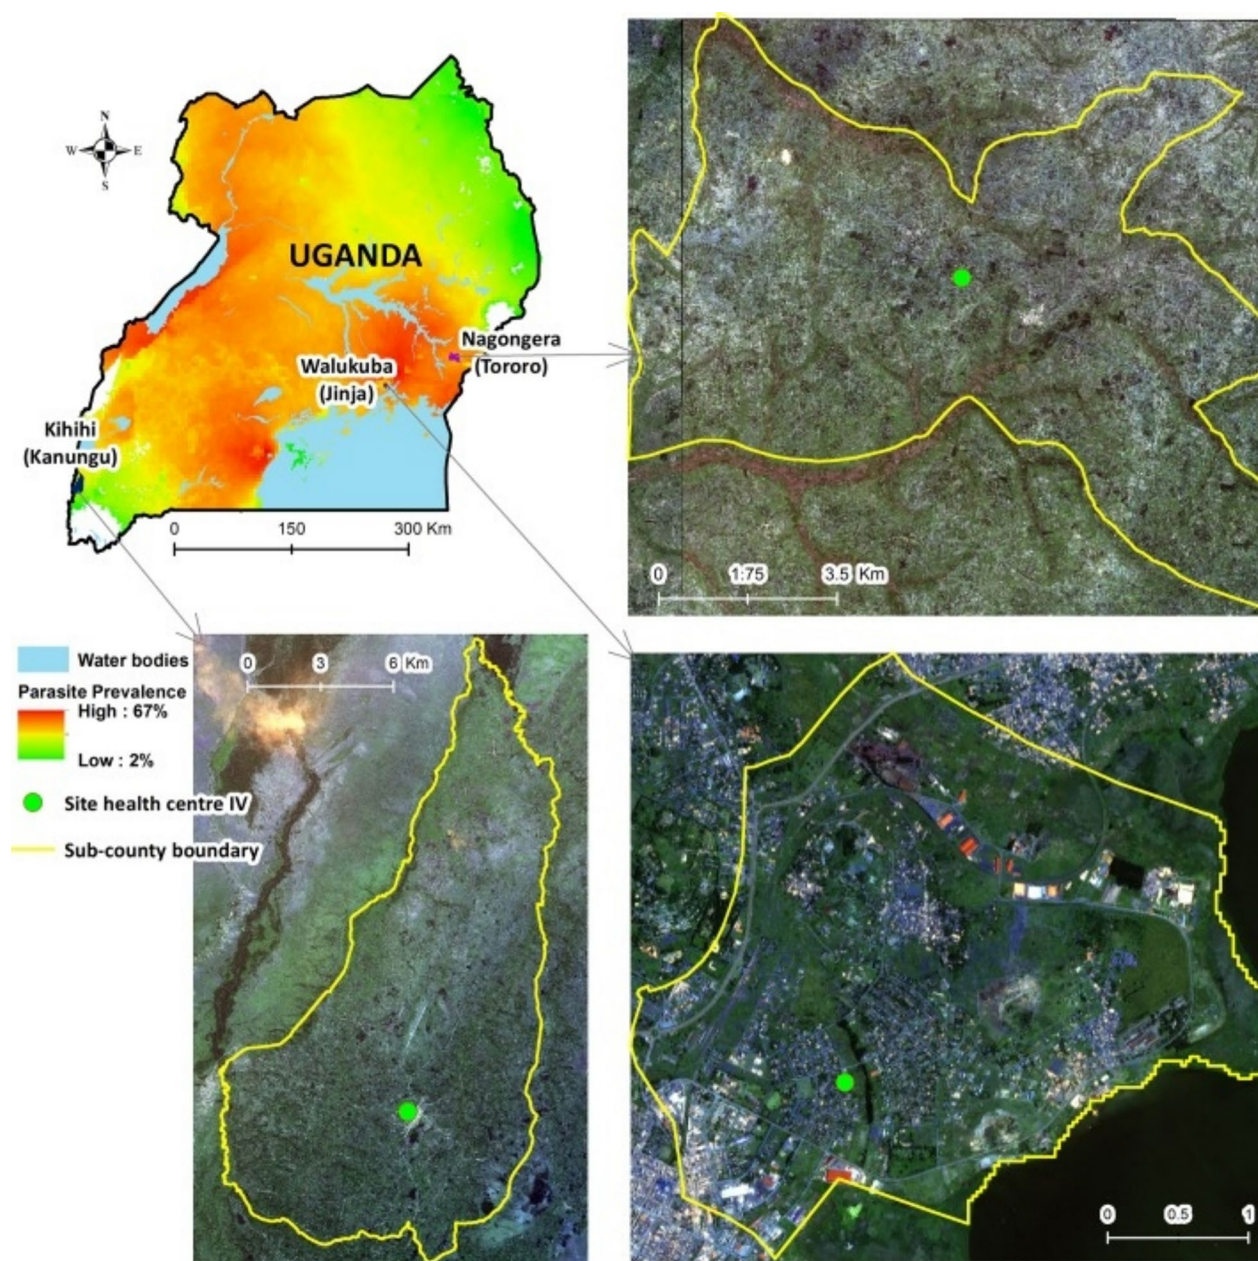 N
W E
S
UGANDA
Nagongera
(Tororo)
Walukuba
(Jinja)
Kihihi
(Kanungu)
0 150 300 Km
0 1.75 3.5 Km
Water bodies
Parasite Prevalence
High : 67%
Low : 2%
Site health centre IV
Sub-county boundary
0 3 6 Km
0 0.5 1